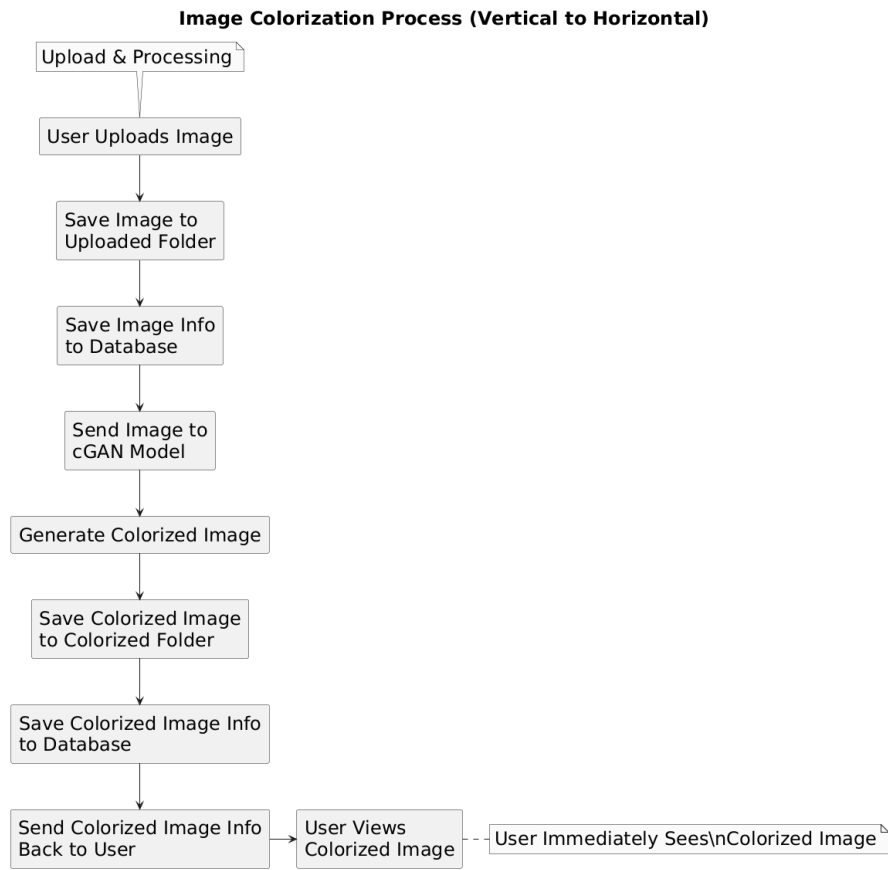 Image Colorization Process (Vertical to Horizontal)
Upload & Processing
User Uploads Image
Save Image to
Uploaded Folder
Save Image Info
to Database
Send Image to
cGAN Model
Generate Colorized Image
Save Colorized Image
to Colorized Folder
Save Colorized Image Info
to Database
Send Colorized Image Info
Back to User
User Views
Colorized Image
User Immediately Sees\nColorized Image